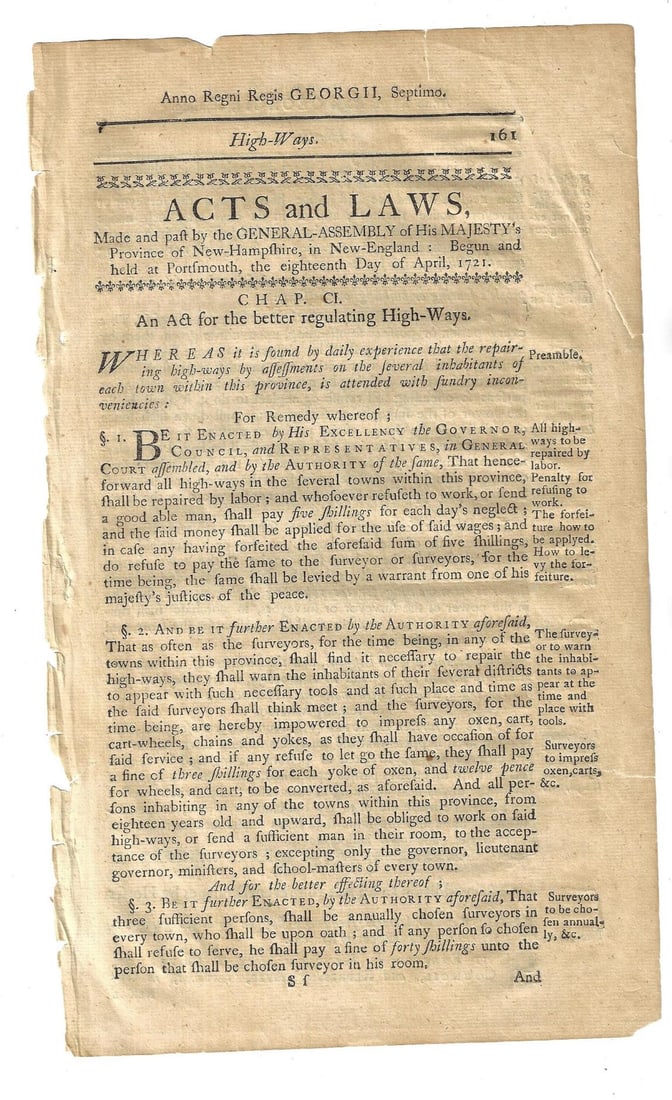 Anno Regni Regis GEORGII, Septimo.
High-Ways. 161
ACTS and LAWS,
Made and paſt by the GENERAL-ASSEMBLY of His MAJESTY's
Province of New-Hampſhire, in New-England : Begun and
held at Portſmouth, the eighteenth Day of April, 1721.
CHAP. CI.
An Act for the better regulating High-Ways.
WHEREAS it is found by daily experience that the repair-
ing high-ways by aſſeſſments on the ſeveral inhabitants of
each town within this province, is attended with ſundry incon-
veniencies :
Preamble.
For Remedy whereof ;
§. 1. BE IT ENACTED by His EXCELLENCY the GOVERNOR,
COUNCIL, and REPRESENTATIVES, in GENERAL
COURT aſſembled, and by the AUTHORITY of the ſame, That hence-
forward all high-ways in the ſeveral towns within this province,
ſhall be repaired by labor ; and whoſoever refuſeth to work, or ſend
a good able man, ſhall pay five ſhillings for each day's neglect ;
and the ſaid money ſhall be applied for the uſe of ſaid wages ; and
in caſe any having forfeited the aforeſaid ſum of five ſhillings,
do refuſe to pay the ſame to the ſurveyor or ſurveyors, for the
time being, the ſame ſhall be levied by a warrant from one of his
majeſty's juſtices of the peace.
All high-
ways to be
repaired by
labor.
Penalty for
refuſing to
work.
The forfei-
ture how to
be applyed.
How to le-
vy the for-
feiture.
§. 2. AND BE IT further ENACTED by the AUTHORITY aforeſaid,
That as often as the ſurveyors, for the time being, in any of the
towns within this province, ſhall find it neceſſary to repair the
high-ways, they ſhall warn the inhabitants of their ſeveral diſtricts
to appear with ſuch neceſſary tools and at ſuch place and time as
the ſaid ſurveyors ſhall think meet ; and the ſurveyors, for the
time being, are hereby impowered to impreſs any oxen, cart,
cart-wheels, chains and yokes, as they ſhall have occaſion of for
ſaid ſervice ; and if any refuſe to let go the ſame, they ſhall pay
a fine of three ſhillings for each yoke of oxen, and twelve pence
for wheels, and cart, to be converted, as aforeſaid. And all per-
ſons inhabiting in any of the towns within this province, from
eighteen years old and upward, ſhall be obliged to work on ſaid
high-ways, or ſend a ſufficient man in their room, to the accep-
tance of the ſurveyors ; excepting only the governor, lieutenant
governor, miniſters, and ſchool-maſters of every town.
The ſurvey-
or to warn
the inhabi-
tants to ap-
pear at the
time and
place with
tools.
Surveyors
to impreſs
oxen, carts,
&c.
And for the better effecting thereof ;
§. 3. BE IT further ENACTED, by the AUTHORITY aforeſaid, That
three ſufficient perſons, ſhall be annually choſen ſurveyors in
every town, who ſhall be upon oath ; and if any perſon ſo choſen
ſhall refuſe to ſerve, he ſhall pay a fine of forty ſhillings unto the
perſon that ſhall be choſen ſurveyor in his room,
Surveyors
to be cho-
ſen annual-
ly, &c.
S ſ And